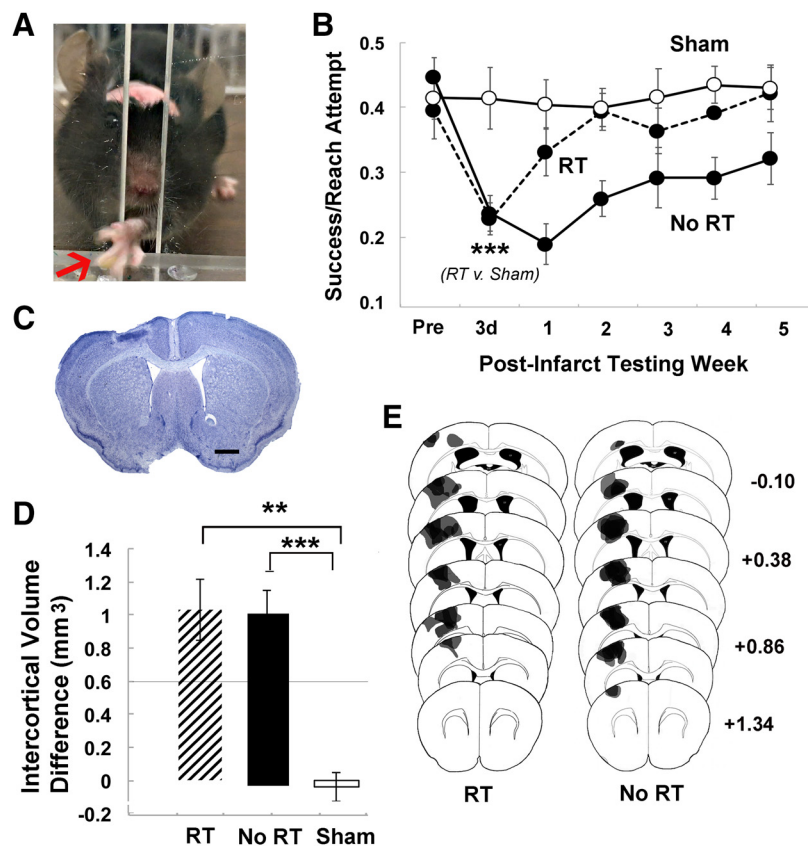 A
B
Success/Reach Attempt
0.5
0.4
0.3
0.2
0.1
Sham
RT
No RT
***
(RT v. Sham)
Pre
3d
1
2
3
4
5
Post-Infarct Testing Week
C
D
Intercortical Volume
Difference (mm3)
1.4
1.2
1
0.8
0.6
0.4
0.2
0
-0.2
**
***
RT
No RT
Sham
E
-0.10
+0.38
+0.86
+1.34
RT
No RT